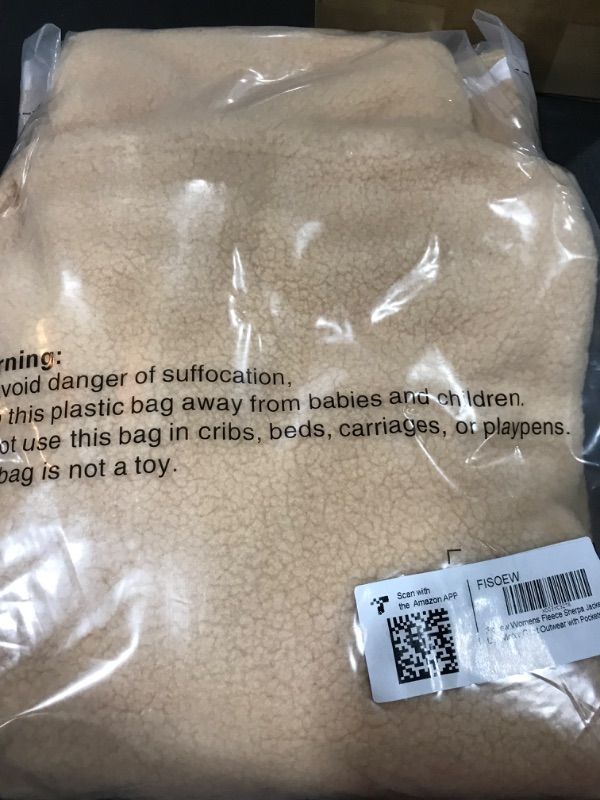 rning:
void danger of suffocation,
this plastic bag away from babies and children.
ot use this bag in cribs, beds, carriages, or playpens.
bag is not a toy.
Scan with
the Amazon APP
FISOEW
Womens Fleece Sherpa Jacke
Outwear with Pockets